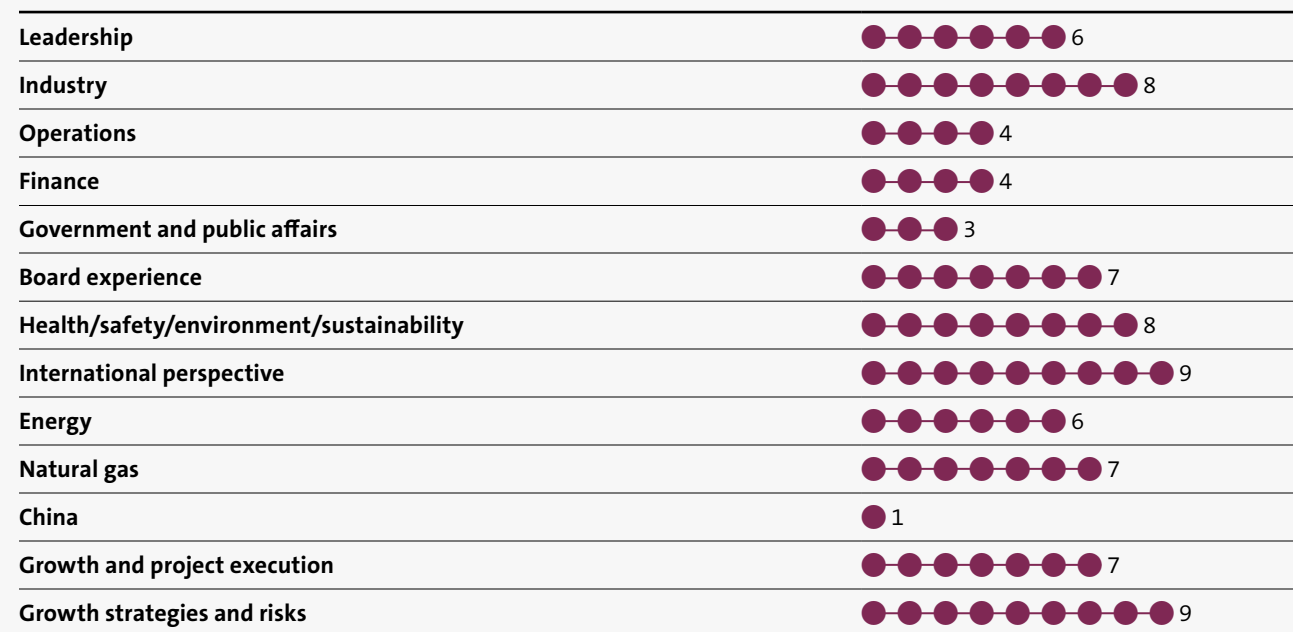 Leadership 6
Industry 8
Operations 4
Finance 4
Government and public affairs 3
Board experience 7
Health/safety/environment/sustainability 8
International perspective 9
Energy 6
Natural gas 7
China 1
Growth and project execution 7
Growth strategies and risks 9